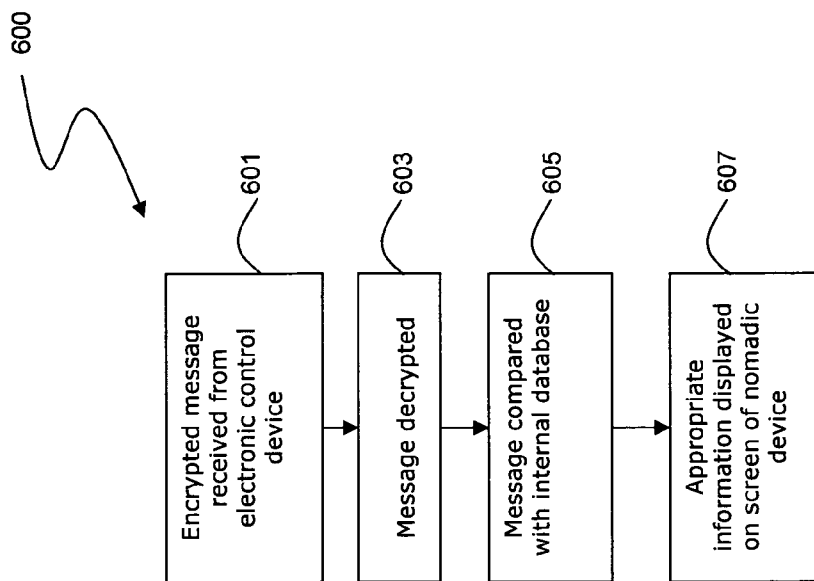 600
601
Encrypted message
received from
electronic control
device
603
Message decrypted
605
Message compared
with internal database
607
Appropriate
information displayed
on screen of nomadic
device